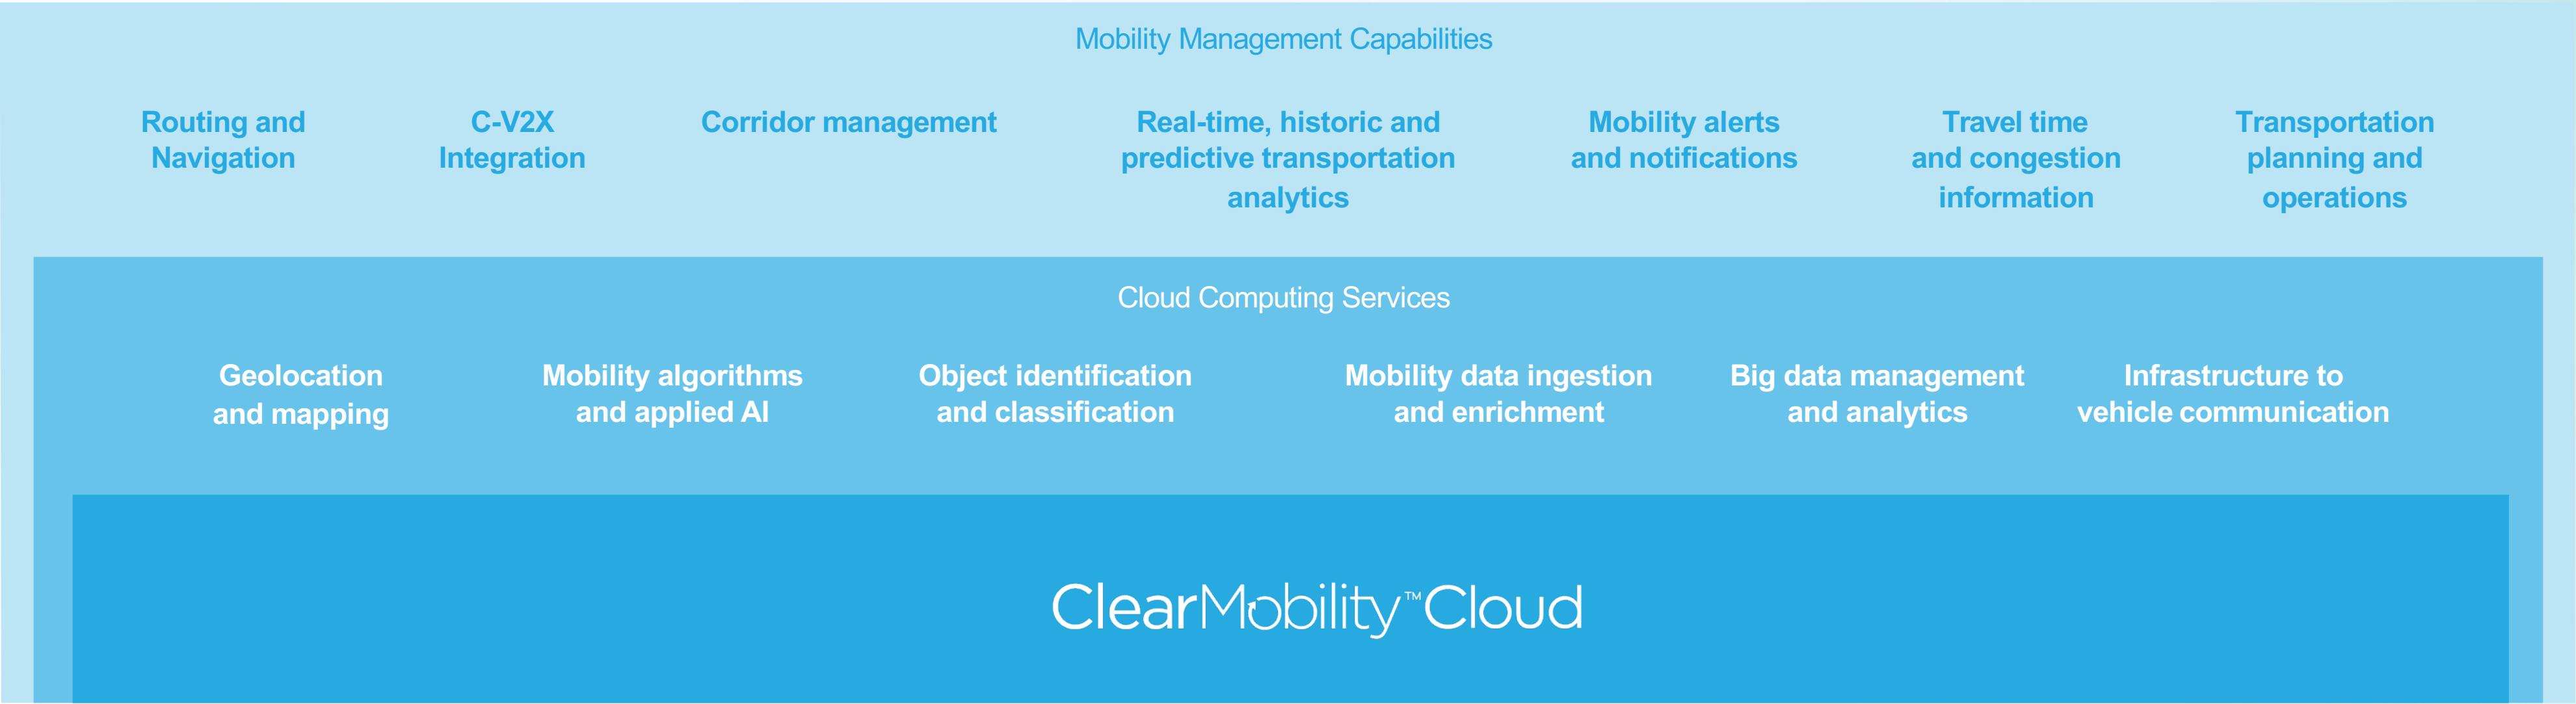 Mobility Management Capabilities
Routing and
Navigation
C-V2X
Integration
Corridor management
Real-time, historic and
predictive transportation
analytics
Mobility alerts
and notifications
Travel time
and congestion
information
Transportation
planning and
operations
Cloud Computing Services
Geolocation
and mapping
Mobility algorithms
and applied AI
Object identification
and classification
Mobility data ingestion
and enrichment
Big data management
and analytics
Infrastructure to
vehicle communication
ClearMobility™ Cloud